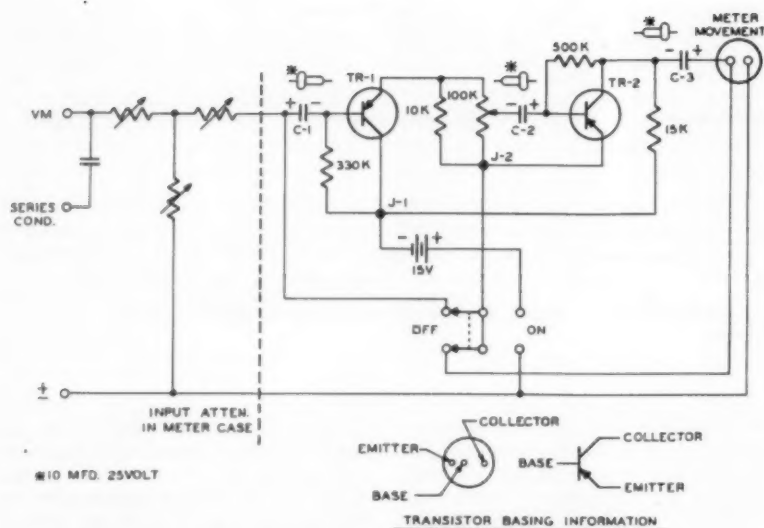 METER
MOVEMENT
*
*
*
500K
TR-1
TR-2
- +
C-3
VM
+ -
C-1
10K
100K
- +
C-2
15K
330K
J-2
SERIES
COND.
J-1
- +
15V
OFF
ON
+
-
INPUT ATTEN.
IN METER CASE
COLLECTOR
EMITTER
BASE
COLLECTOR
BASE
EMITTER
*10 MFD. 25VOLT
TRANSISTOR BASING INFORMATION